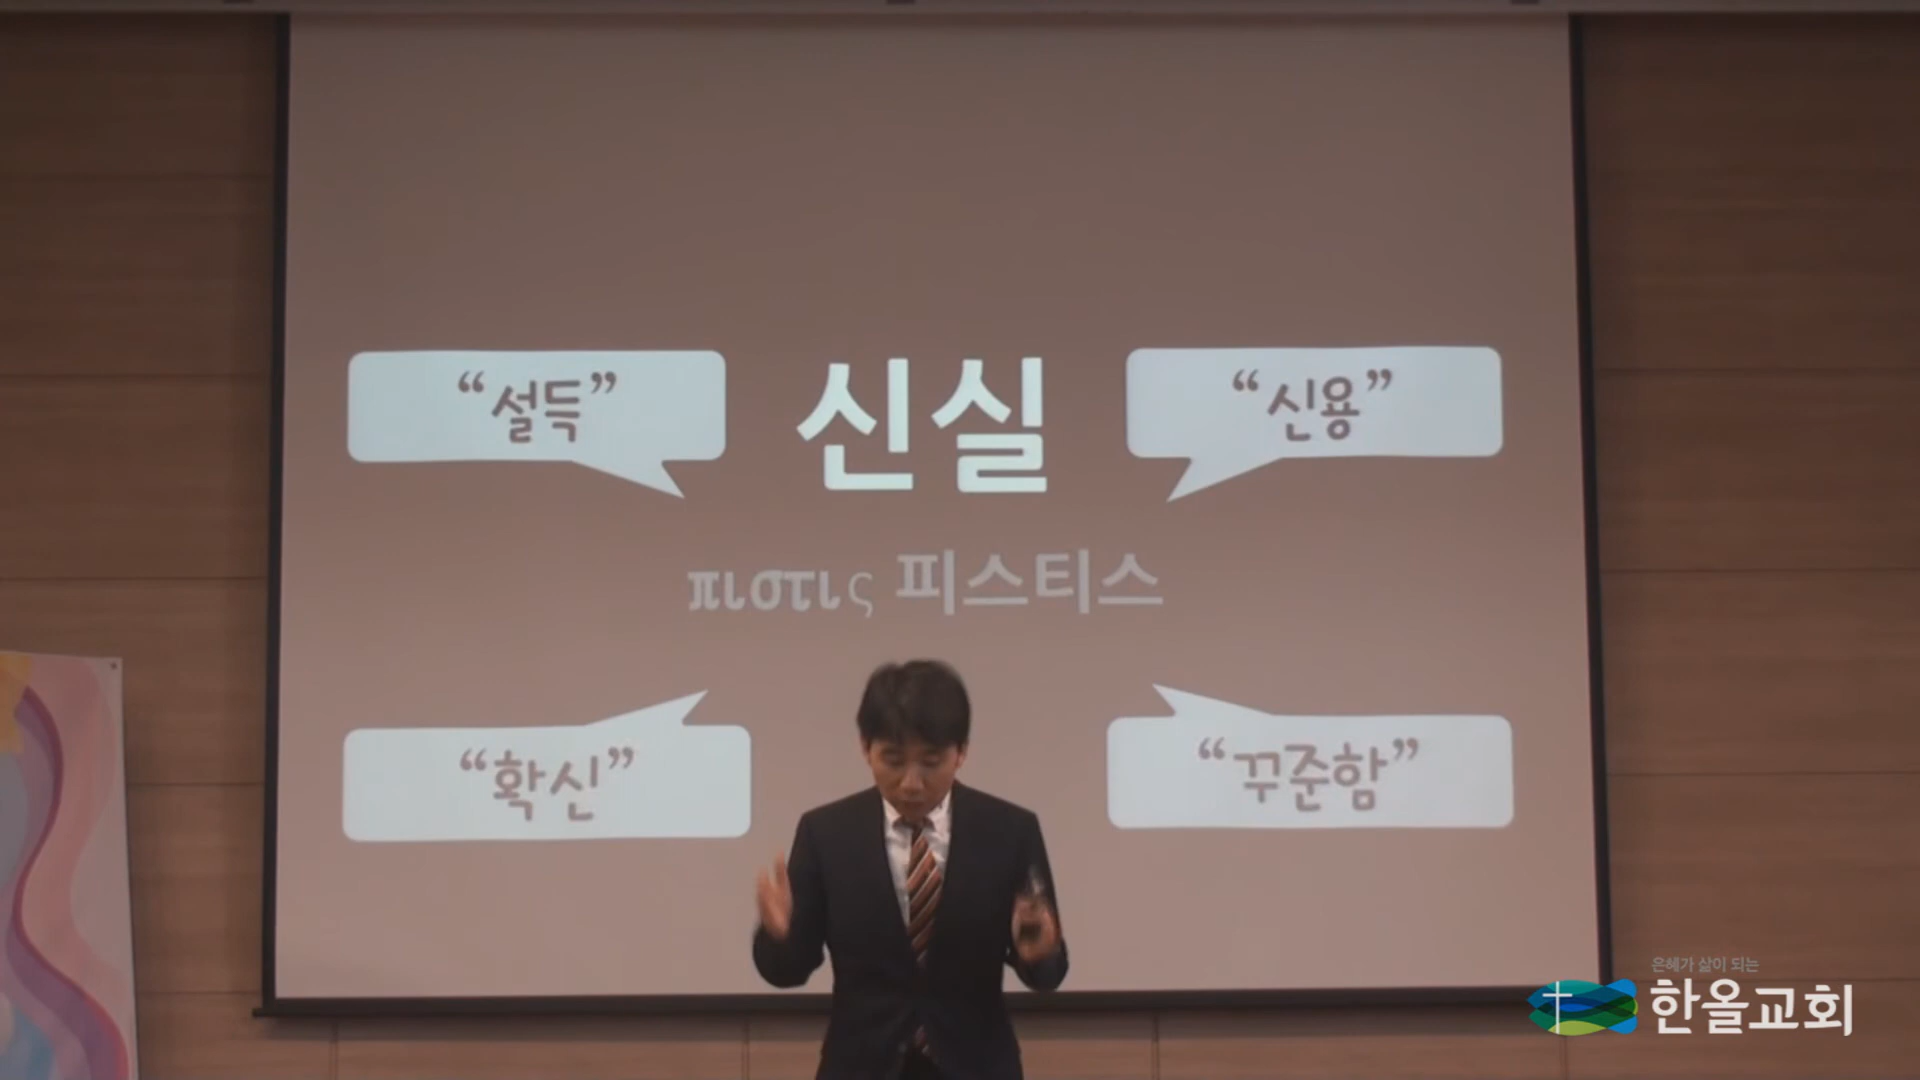 “설득”
신실
“신용”
πιστις 피스티스
“확신”
“꾸준함”
은혜가 삶이 되는
한올교회